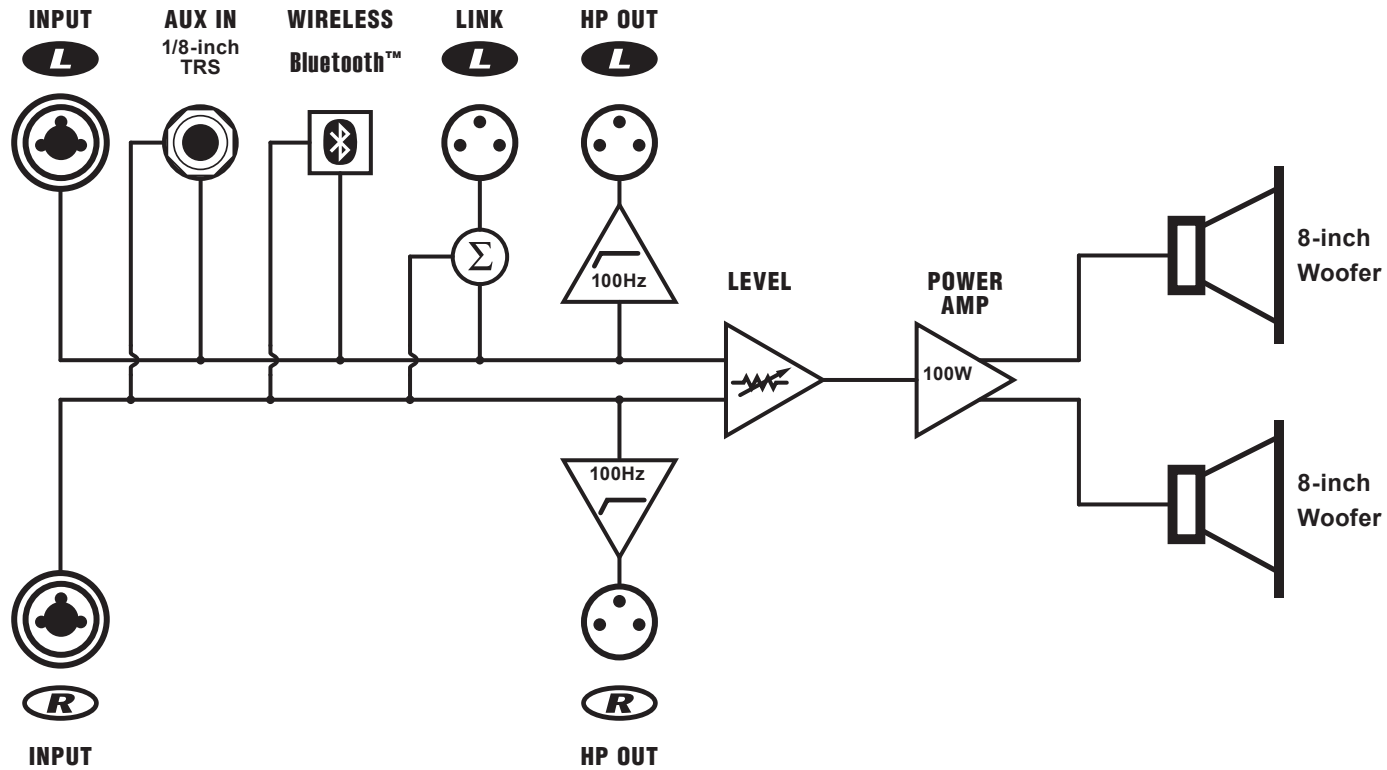 INPUT
L
AUX IN
1/8-inch
TRS
WIRELESS
Bluetooth™
LINK
L
HP OUT
L
Σ
100Hz
LEVEL
POWER
AMP
100W
8-inch
Woofer
100Hz
8-inch
Woofer
R
INPUT
R
HP OUT